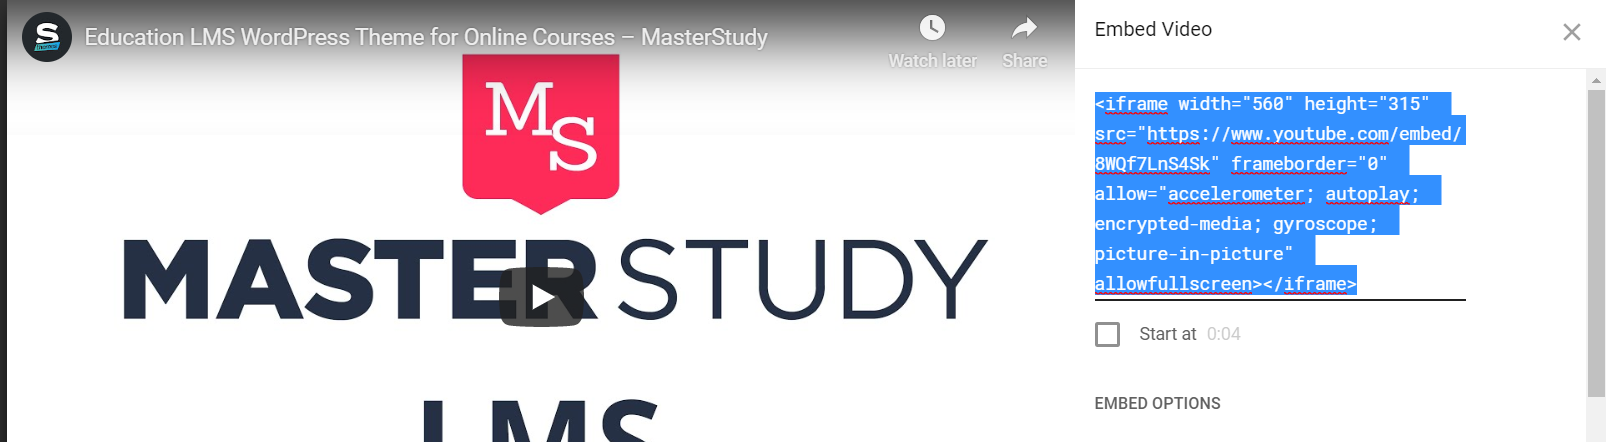 Education LMS WordPress Theme for Online Courses – MasterStudy
Watch later
Share
MS
MASTERSTUDY
LMS
Embed Video
<iframe width="560" height="315"
src="https://www.youtube.com/embed/
8WQf7LnS4Sk" frameborder="0"
allow="accelerometer; autoplay;
encrypted-media; gyroscope;
picture-in-picture"
allowfullscreen></iframe>
Start at 0:04
EMBED OPTIONS